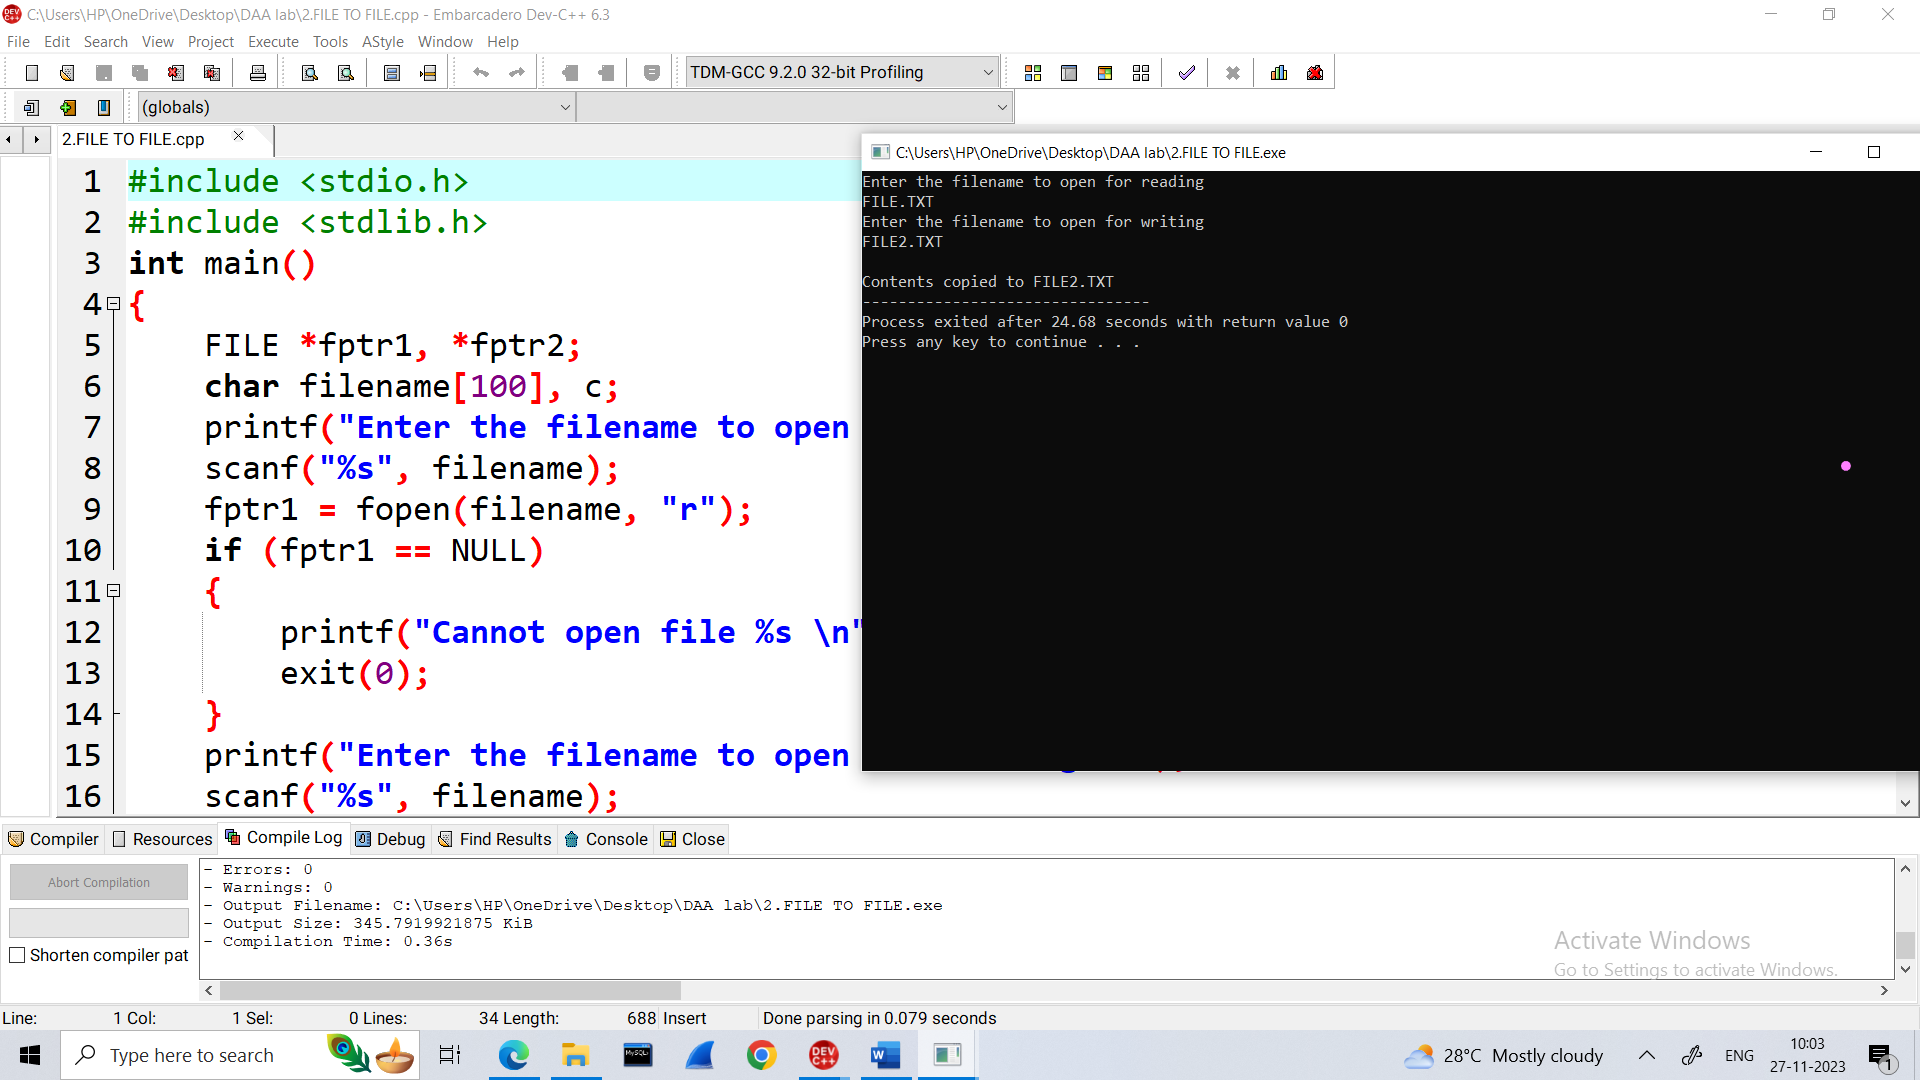 C:\Users\HP\OneDrive\Desktop\DAA lab\2.FILE TO FILE.cpp - Embarcadero Dev-C++ 6.3
File Edit Search View Project Execute Tools AStyle Window Help
TDM-GCC 9.2.0 32-bit Profiling
(globals)
2.FILE TO FILE.cpp
1 #include <stdio.h>
2 #include <stdlib.h>
3 int main()
4 {
5 FILE *fptr1, *fptr2;
6 char filename[100], c;
7 printf("Enter the filename to open
8 scanf("%s", filename);
9 fptr1 = fopen(filename, "r");
10 if (fptr1 == NULL)
11 {
12 printf("Cannot open file %s \n"
13 exit(0);
14 }
15 printf("Enter the filename to open
16 scanf("%s", filename);
C:\Users\HP\OneDrive\Desktop\DAA lab\2.FILE TO FILE.exe
Enter the filename to open for reading
FILE.TXT
Enter the filename to open for writing
FILE2.TXT
Contents copied to FILE2.TXT
--------------------------------
Process exited after 24.68 seconds with return value 0
Press any key to continue . . .
Compiler Resources Compile Log Debug Find Results Console Close
Abort Compilation
Shorten compiler pat
- Errors: 0
- Warnings: 0
- Output Filename: C:\Users\HP\OneDrive\Desktop\DAA lab\2.FILE TO FILE.exe
- Output Size: 345.7919921875 KiB
- Compilation Time: 0.36s
Activate Windows
Go to Settings to activate Windows.
Line: 1 Col: 1 Sel: 0 Lines: 34 Length: 688 Insert Done parsing in 0.079 seconds
Type here to search
MySQL
DEV C++
W
28°C Mostly cloudy
ENG
10:03
27-11-2023
1